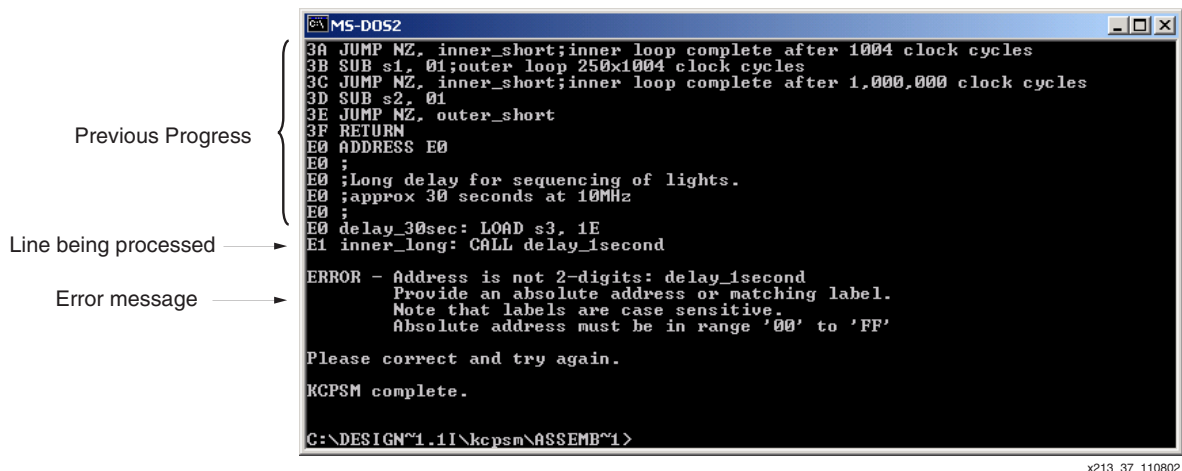 MS-DOS2
3A JUMP NZ, inner_short;inner loop complete after 1004 clock cycles
3B SUB s1, 01;outer loop 250x1004 clock cycles
3C JUMP NZ, inner_short;inner loop complete after 1,000,000 clock cycles
3D SUB s2, 01
3E JUMP NZ, outer_short
3F RETURN
E0 ADDRESS E0
E0 ;
E0 ;Long delay for sequencing of lights.
E0 ;approx 30 seconds at 10MHz
E0 ;
E0 delay_30sec: LOAD s3, 1E
E1 inner_long: CALL delay_1second
ERROR - Address is not 2-digits: delay_1second
Provide an absolute address or matching label.
Note that labels are case sensitive.
Absolute address must be in range '00' to 'FF'
Please correct and try again.
KCPSM complete.
C:\DESIGN~1.1I\kcpsm\ASSEMB~1>
Previous Progress
Line being processed
Error message
x213_37_110802